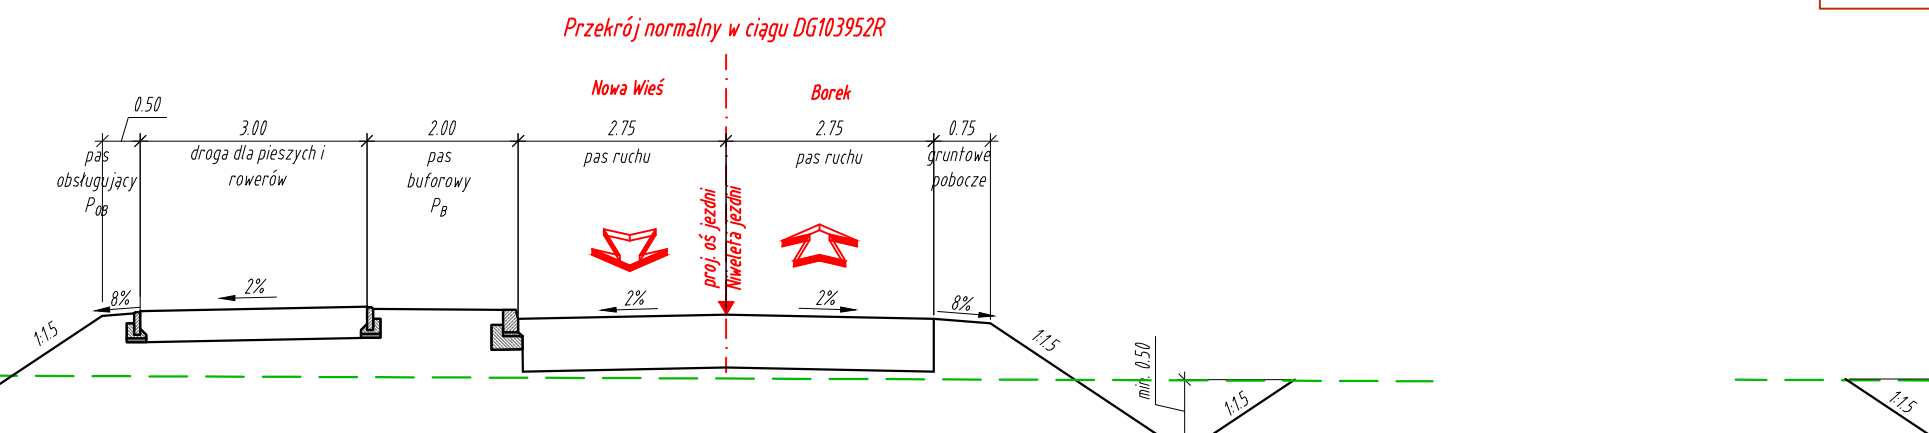 Przekrój normalny w ciągu DG103952R
Nowa Wieś
Borek
0.50
3.00
2.00
2.75
2.75
0.75
pas
obsługujący
POB
droga dla pieszych i
rowerów
pas
buforowy
PB
pas ruchu
pas ruchu
gruntowe
pobocze
proj. oś jezdni
Niweleta jezdni
8%
2%
2%
2%
8%
1:1.5
1:1.5
min. 0.50
1:1.5
1:1.5